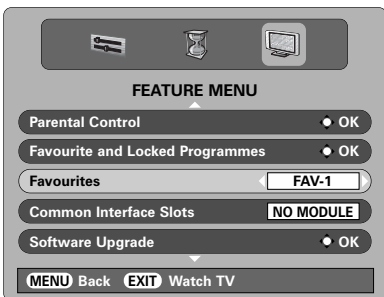 FEATURE MENU
Parental Control OK
Favourite and Locked Programmes OK
Favourites FAV-1
Common Interface Slots NO MODULE
Software Upgrade OK
MENU Back EXIT Watch TV